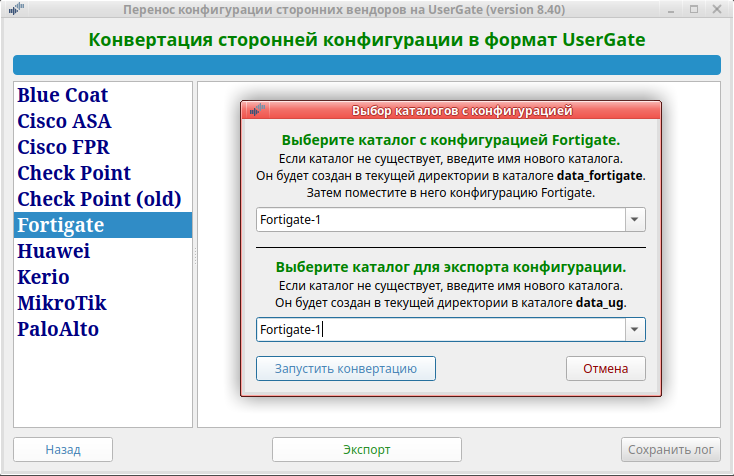 Перенос конфигурации сторонних вендоров на UserGate (version 8.40)
Конвертация сторонней конфигурации в формат UserGate
Blue Coat
Cisco ASA
Cisco FPR
Check Point
Check Point (old)
Fortigate
Huawei
Kerio
MikroTik
PaloAlto
Выбор каталогов с конфигурацией
Выберите каталог с конфигурацией Fortigate.
Если каталог не существует, введите имя нового каталога.
Он будет создан в текущей директории в каталоге data_fortigate.
Затем поместите в него конфигурацию Fortigate.
Fortigate-1
Выберите каталог для экспорта конфигурации.
Если каталог не существует, введите имя нового каталога.
Он будет создан в текущей директории в каталоге data_ug.
Fortigate-1
Запустить конвертацию
Отмена
Назад
Экспорт
Сохранить лог